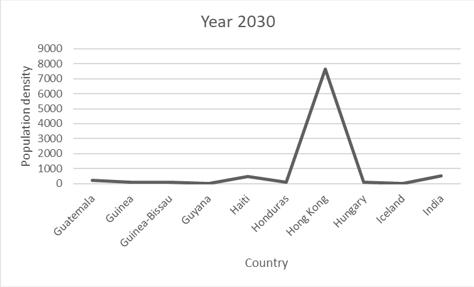 Year 2030
Population density
9000
8000
7000
6000
5000
4000
3000
2000
1000
0
Guatemala
Guinea
Guinea-Bissau
Guyana
Haiti
Honduras
Hong Kong
Hungary
Iceland
India
Country